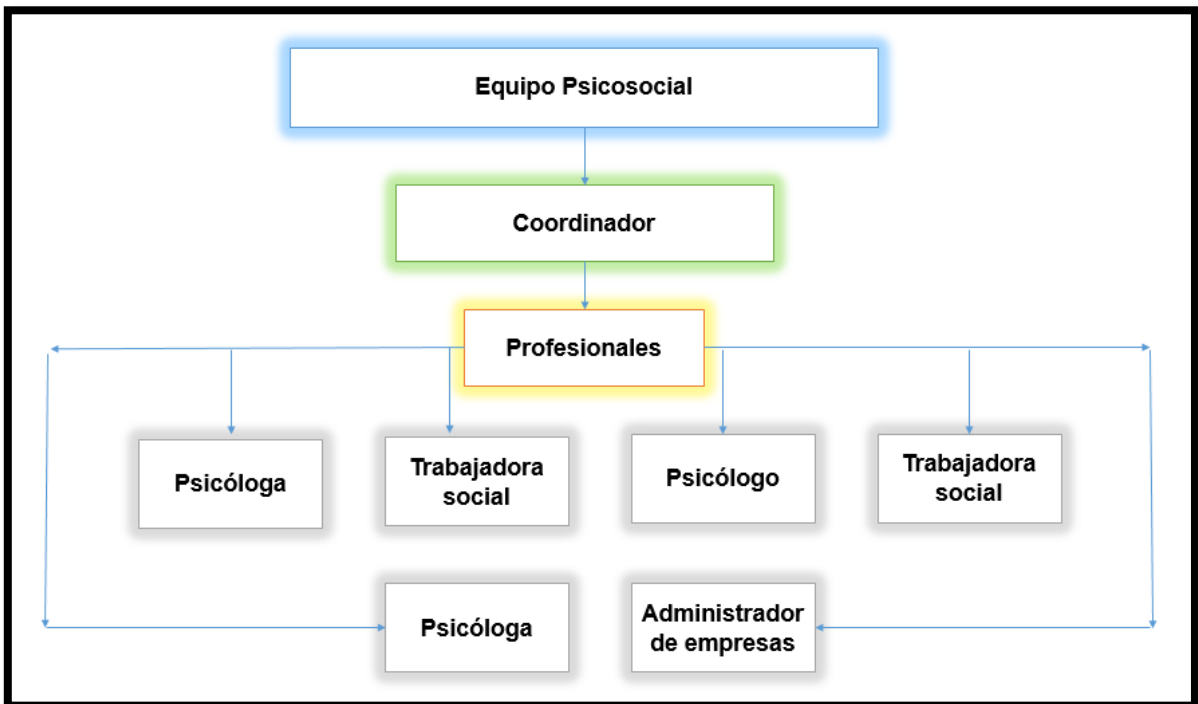 Equipo Psicosocial
Coordinador
Profesionales
Psicóloga
Trabajadora
social
Psicólogo
Trabajadora
social
Psicóloga
Administrador
de empresas